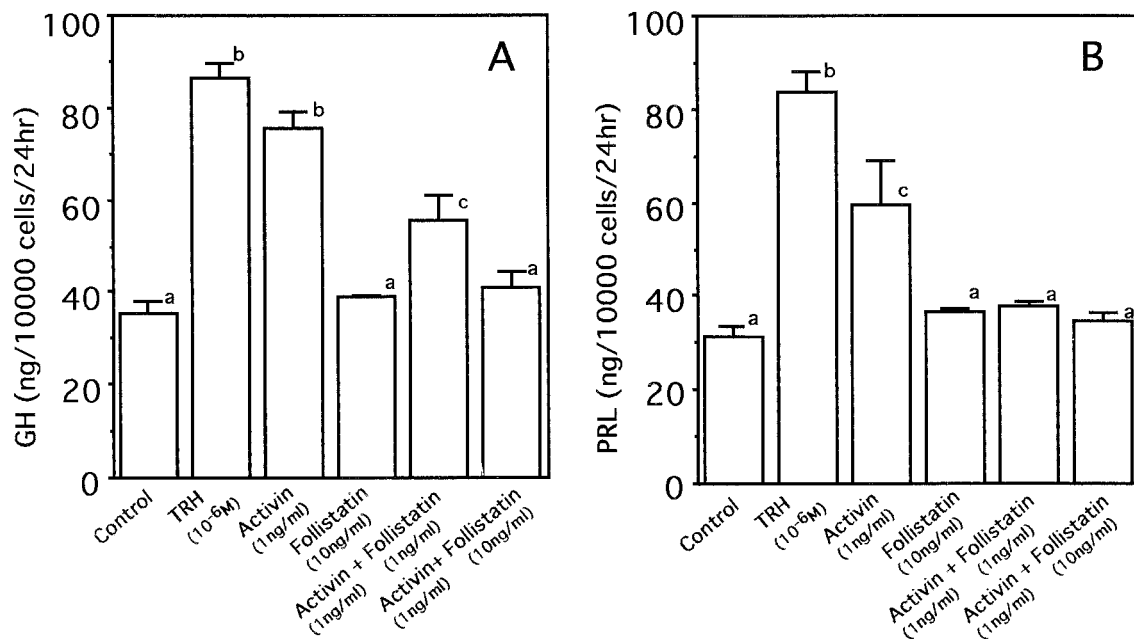 A
GH (ng/10000 cells/24hr)
100
80
60
40
20
0
a
b
b
a
c
a
Control
TRH
(10-6M)
Activin
(1ng/ml)
Follistatin
(10ng/ml)
Activin + Follistatin
(1ng/ml)
(1ng/ml)
Activin+ Follistatin
(1ng/ml)
(10ng/ml)
B
PRL (ng/10000 cells/24hr)
100
80
60
40
20
0
a
b
c
a
a
a
Control
TRH
(10-6M)
Activin
(1ng/ml)
Follistatin
(10ng/ml)
Activin + Follistatin
(1ng/ml)
(1ng/ml)
Activin + Follistatin
(1ng/ml)
(10ng/ml)